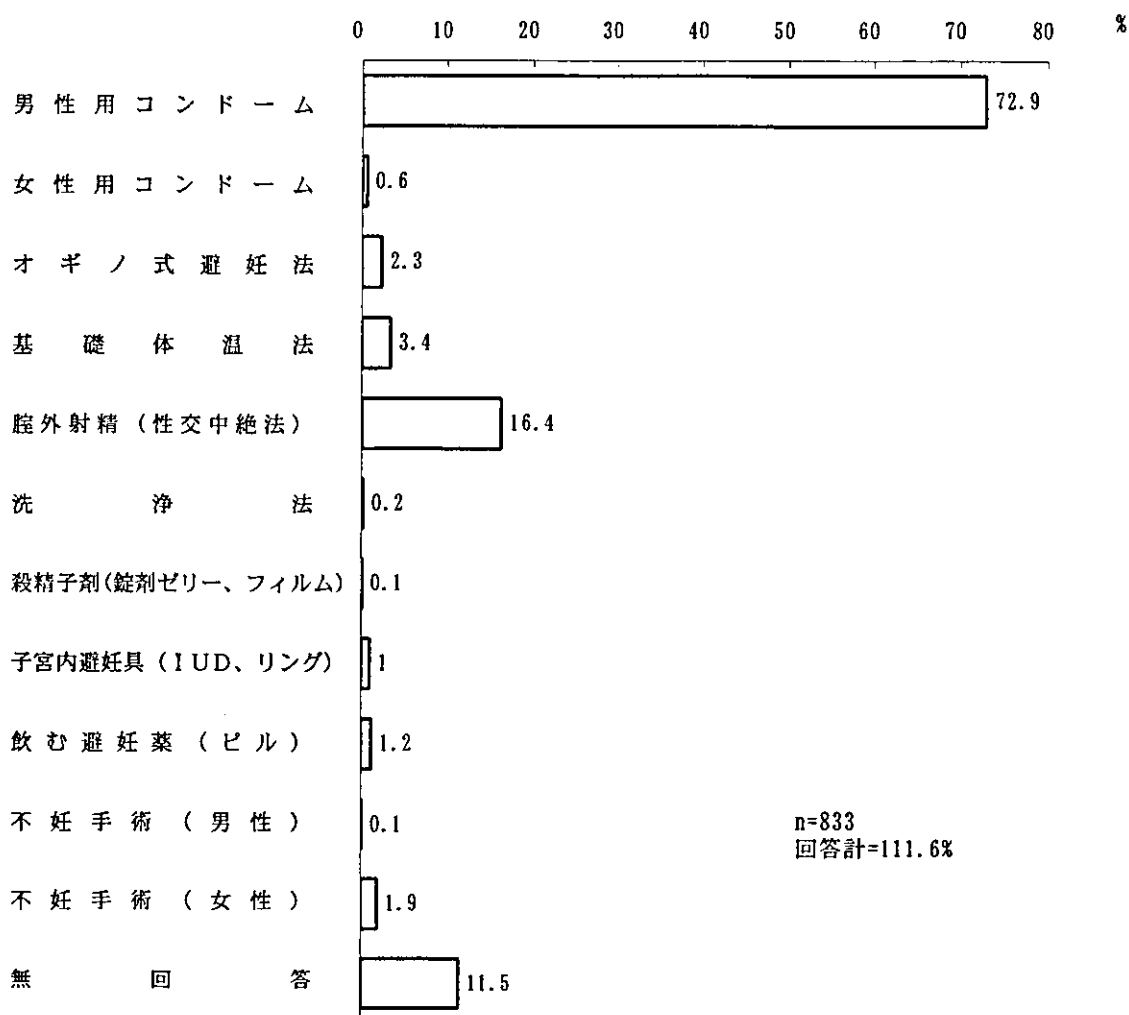 0 10 20 30 40 50 60 70 80 %
男性用コンドーム 72.9
女性用コンドーム 0.6
オギノ式避妊法 2.3
基礎体温法 3.4
腟外射精（性交中絶法） 16.4
洗浄法 0.2
殺精子剤(錠剤ゼリー、フィルム) 0.1
子宮内避妊具（IUD、リング） 1
飲む避妊薬（ピル） 1.2
不妊手術（男性） 0.1
n=833
回答計=111.6%
不妊手術（女性） 1.9
無回答 11.5